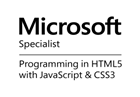 Microsoft
Specialist
Programming in HTML5
with JavaScript & CSS3